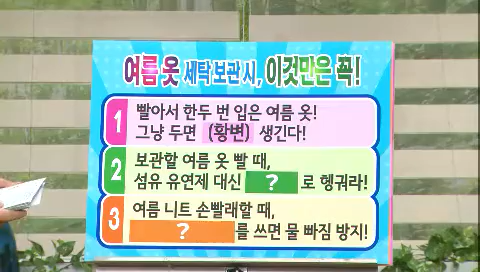 여름 옷 세탁 보관 시, 이것만은 꼭!
1 빨아서 한두 번 입은 여름 옷!
그냥 두면 (황변) 생긴다!
2 보관할 여름 옷 빨 때,
섬유 유연제 대신 ? 로 헹궈라!
3 여름 니트 손빨래할 때,
? 를 쓰면 물 빠짐 방지!